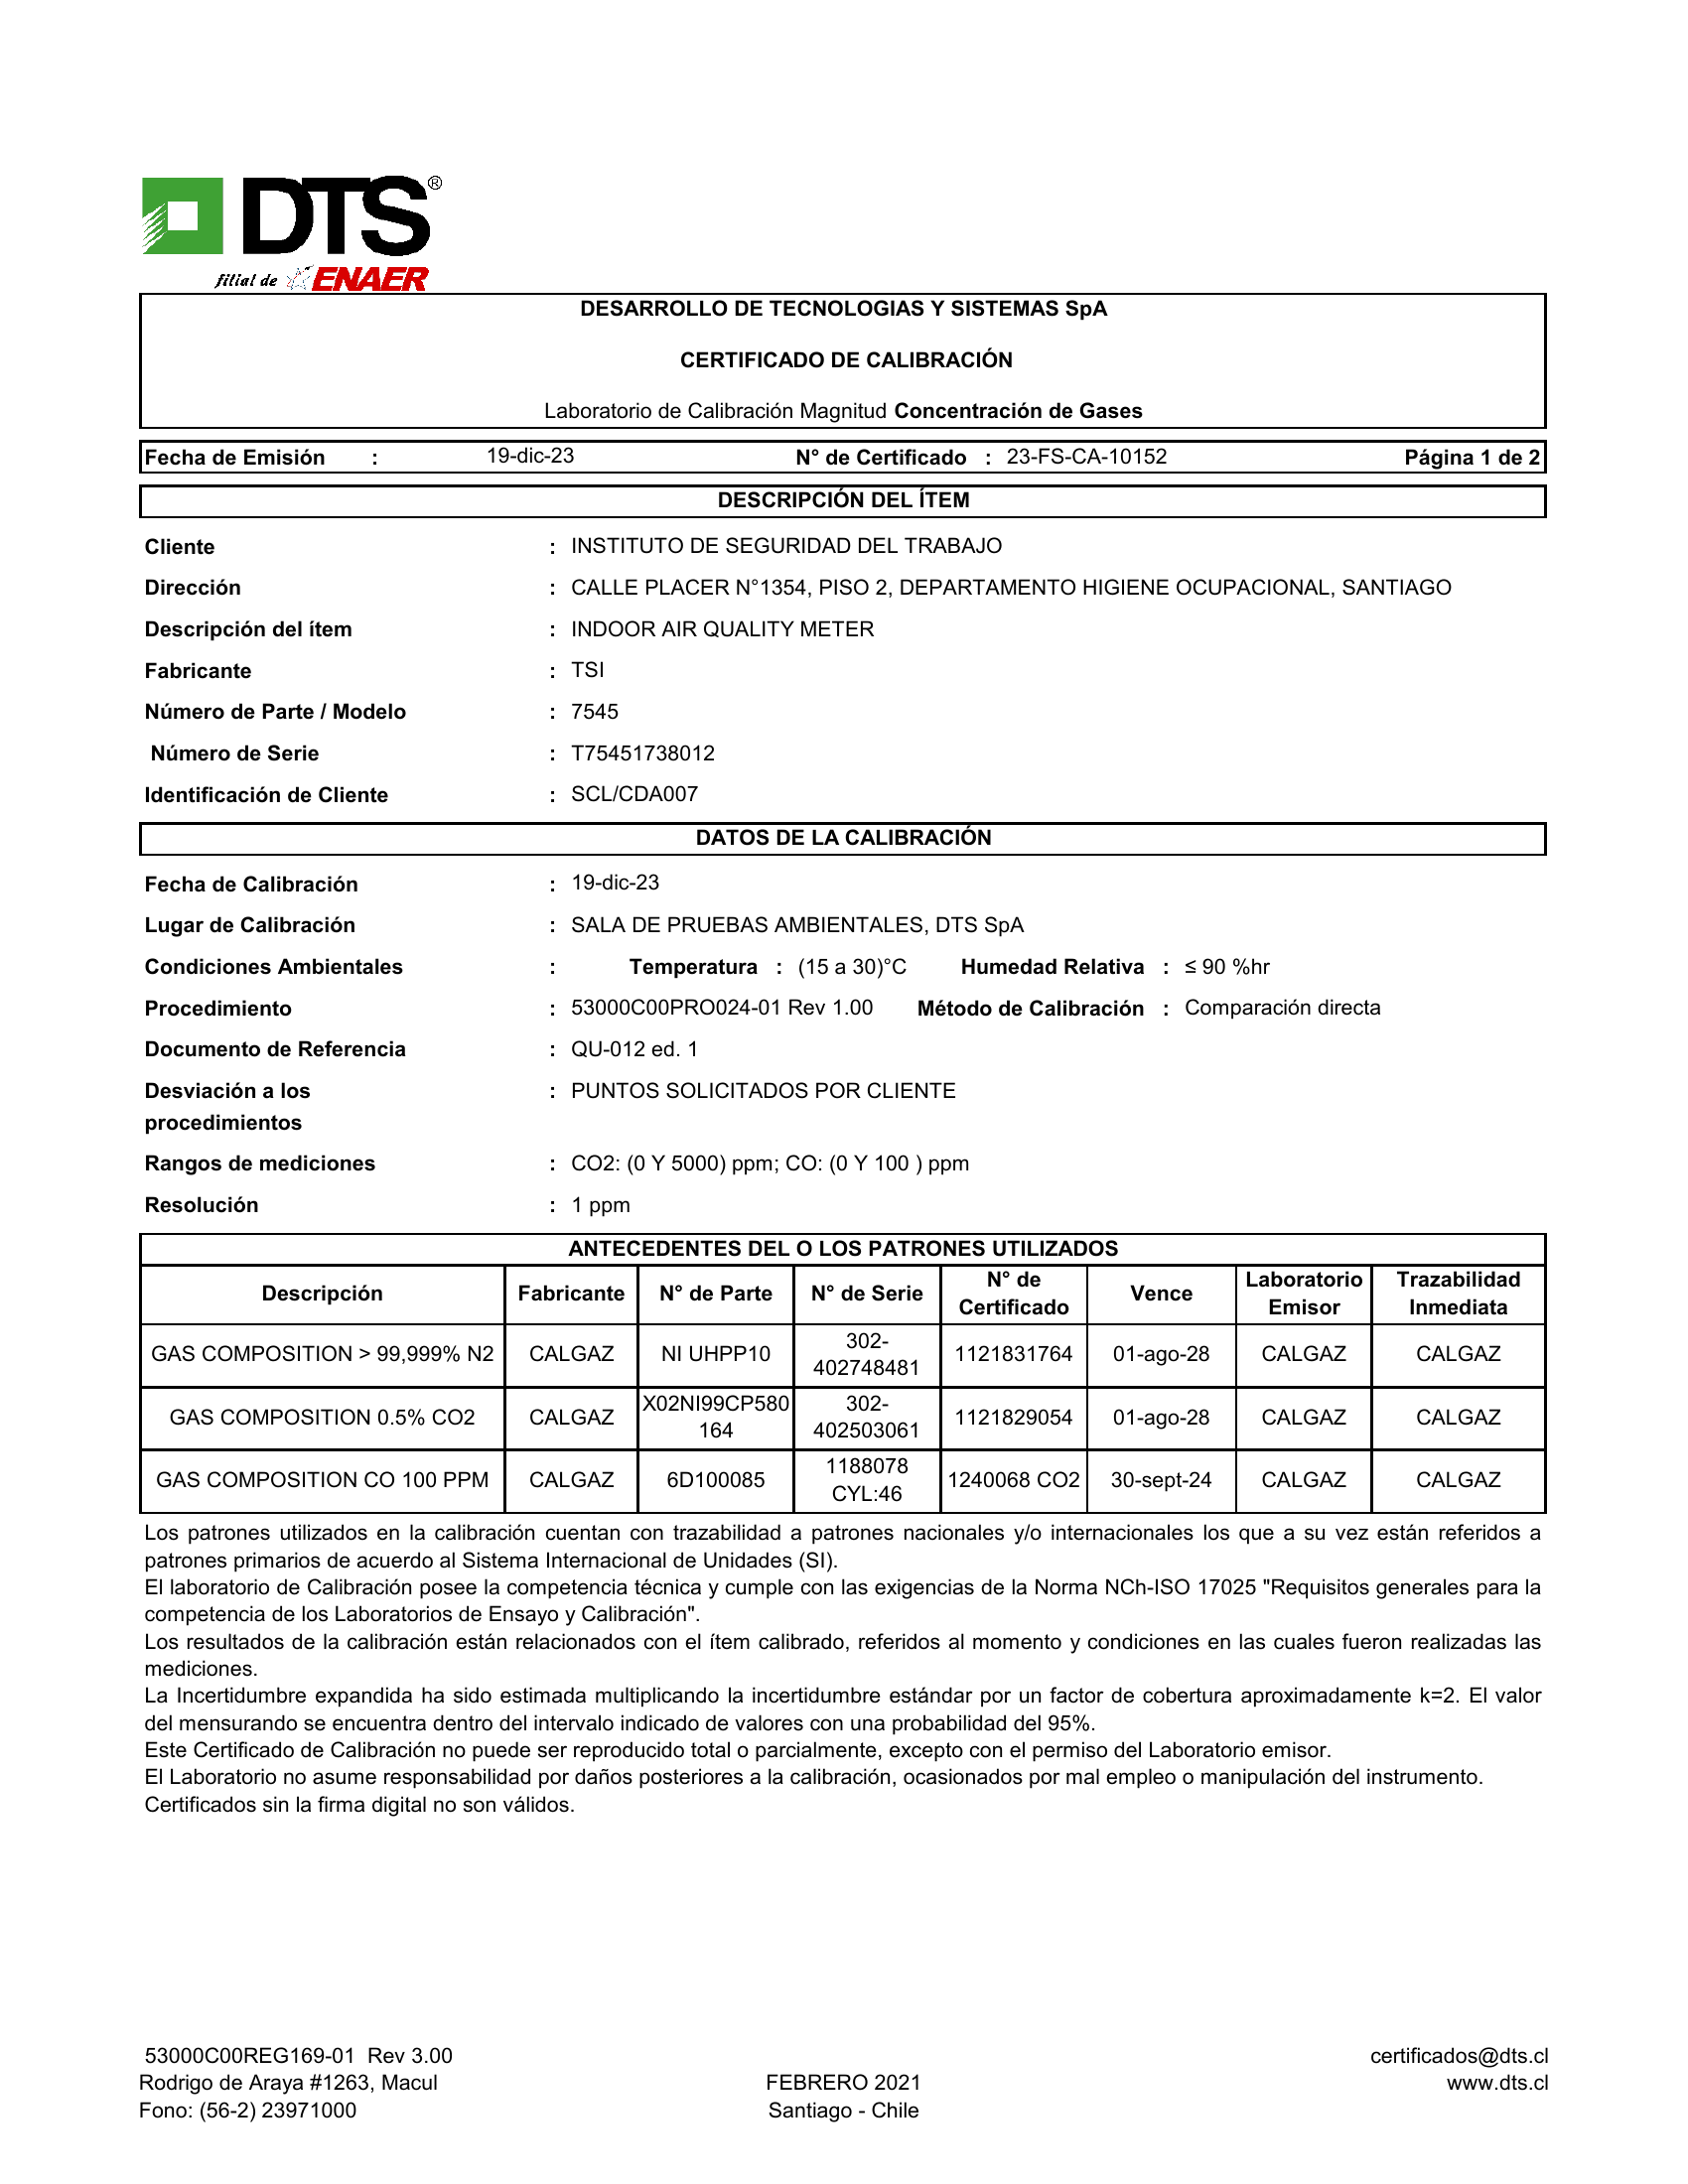 DTS®
filial de ENAER
DESARROLLO DE TECNOLOGIAS Y SISTEMAS SpA
CERTIFICADO DE CALIBRACIÓN
Laboratorio de Calibración Magnitud Concentración de Gases
Fecha de Emisión : 19-dic-23 N° de Certificado : 23-FS-CA-10152 Página 1 de 2
DESCRIPCIÓN DEL ÍTEM
Cliente : INSTITUTO DE SEGURIDAD DEL TRABAJO
Dirección : CALLE PLACER N°1354, PISO 2, DEPARTAMENTO HIGIENE OCUPACIONAL, SANTIAGO
Descripción del ítem : INDOOR AIR QUALITY METER
Fabricante : TSI
Número de Parte / Modelo : 7545
Número de Serie : T75451738012
Identificación de Cliente : SCL/CDA007
DATOS DE LA CALIBRACIÓN
Fecha de Calibración : 19-dic-23
Lugar de Calibración : SALA DE PRUEBAS AMBIENTALES, DTS SpA
Condiciones Ambientales : Temperatura : (15 a 30)°C Humedad Relativa : ≤ 90 %hr
Procedimiento : 53000C00PRO024-01 Rev 1.00 Método de Calibración : Comparación directa
Documento de Referencia : QU-012 ed. 1
Desviación a los : PUNTOS SOLICITADOS POR CLIENTE
procedimientos
Rangos de mediciones : CO2: (0 Y 5000) ppm; CO: (0 Y 100 ) ppm
Resolución : 1 ppm
ANTECEDENTES DEL O LOS PATRONES UTILIZADOS
Descripción Fabricante N° de Parte N° de Serie N° de Certificado Vence Laboratorio Emisor Trazabilidad Inmediata
GAS COMPOSITION > 99,999% N2 CALGAZ NI UHPP10 302-402748481 1121831764 01-ago-28 CALGAZ CALGAZ
GAS COMPOSITION 0.5% CO2 CALGAZ X02NI99CP580164 302-402503061 1121829054 01-ago-28 CALGAZ CALGAZ
GAS COMPOSITION CO 100 PPM CALGAZ 6D100085 1188078 CYL:46 1240068 CO2 30-sept-24 CALGAZ CALGAZ
Los patrones utilizados en la calibración cuentan con trazabilidad a patrones nacionales y/o internacionales los que a su vez están referidos a
patrones primarios de acuerdo al Sistema Internacional de Unidades (SI).
El laboratorio de Calibración posee la competencia técnica y cumple con las exigencias de la Norma NCh-ISO 17025 "Requisitos generales para la
competencia de los Laboratorios de Ensayo y Calibración".
Los resultados de la calibración están relacionados con el ítem calibrado, referidos al momento y condiciones en las cuales fueron realizadas las
mediciones.
La Incertidumbre expandida ha sido estimada multiplicando la incertidumbre estándar por un factor de cobertura aproximadamente k=2. El valor
del mensurando se encuentra dentro del intervalo indicado de valores con una probabilidad del 95%.
Este Certificado de Calibración no puede ser reproducido total o parcialmente, excepto con el permiso del Laboratorio emisor.
El Laboratorio no asume responsabilidad por daños posteriores a la calibración, ocasionados por mal empleo o manipulación del instrumento.
Certificados sin la firma digital no son válidos.
53000C00REG169-01 Rev 3.00 certificados@dts.cl
Rodrigo de Araya #1263, Macul FEBRERO 2021 www.dts.cl
Fono: (56-2) 23971000 Santiago - Chile